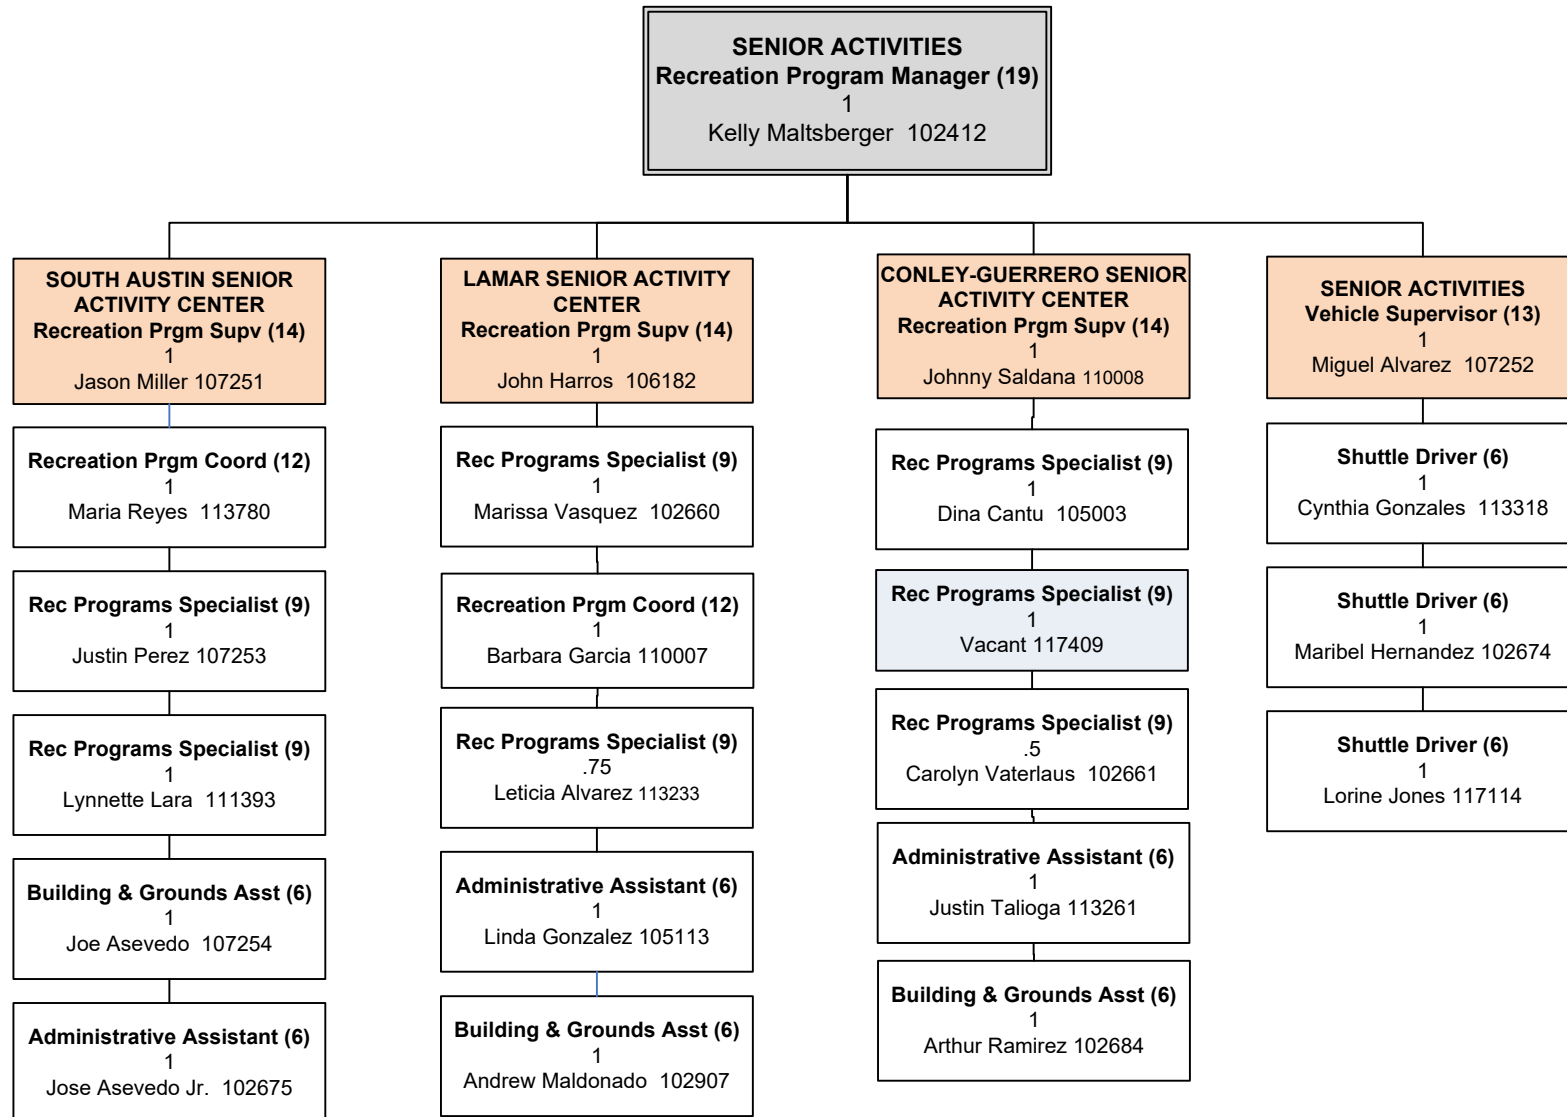 SENIOR ACTIVITIES
Recreation Program Manager (19)
1
Kelly Maltsberger 102412
SOUTH AUSTIN SENIOR
ACTIVITY CENTER
Recreation Prgm Supv (14)
1
Jason Miller 107251
Recreation Prgm Coord (12)
1
Maria Reyes 113780
Rec Programs Specialist (9)
1
Justin Perez 107253
Rec Programs Specialist (9)
1
Lynnette Lara 111393
Building & Grounds Asst (6)
1
Joe Asevedo 107254
Administrative Assistant (6)
1
Jose Asevedo Jr. 102675
LAMAR SENIOR ACTIVITY
CENTER
Recreation Prgm Supv (14)
1
John Harros 106182
Rec Programs Specialist (9)
1
Marissa Vasquez 102660
Recreation Prgm Coord (12)
1
Barbara Garcia 110007
Rec Programs Specialist (9)
.75
Leticia Alvarez 113233
Administrative Assistant (6)
1
Linda Gonzalez 105113
Building & Grounds Asst (6)
1
Andrew Maldonado 102907
CONLEY-GUERRERO SENIOR
ACTIVITY CENTER
Recreation Prgm Supv (14)
1
Johnny Saldana 110008
Rec Programs Specialist (9)
1
Dina Cantu 105003
Rec Programs Specialist (9)
1
Vacant 117409
Rec Programs Specialist (9)
.5
Carolyn Vaterlaus 102661
Administrative Assistant (6)
1
Justin Talioga 113261
Building & Grounds Asst (6)
1
Arthur Ramirez 102684
SENIOR ACTIVITIES
Vehicle Supervisor (13)
1
Miguel Alvarez 107252
Shuttle Driver (6)
1
Cynthia Gonzales 113318
Shuttle Driver (6)
1
Maribel Hernandez 102674
Shuttle Driver (6)
1
Lorine Jones 117114